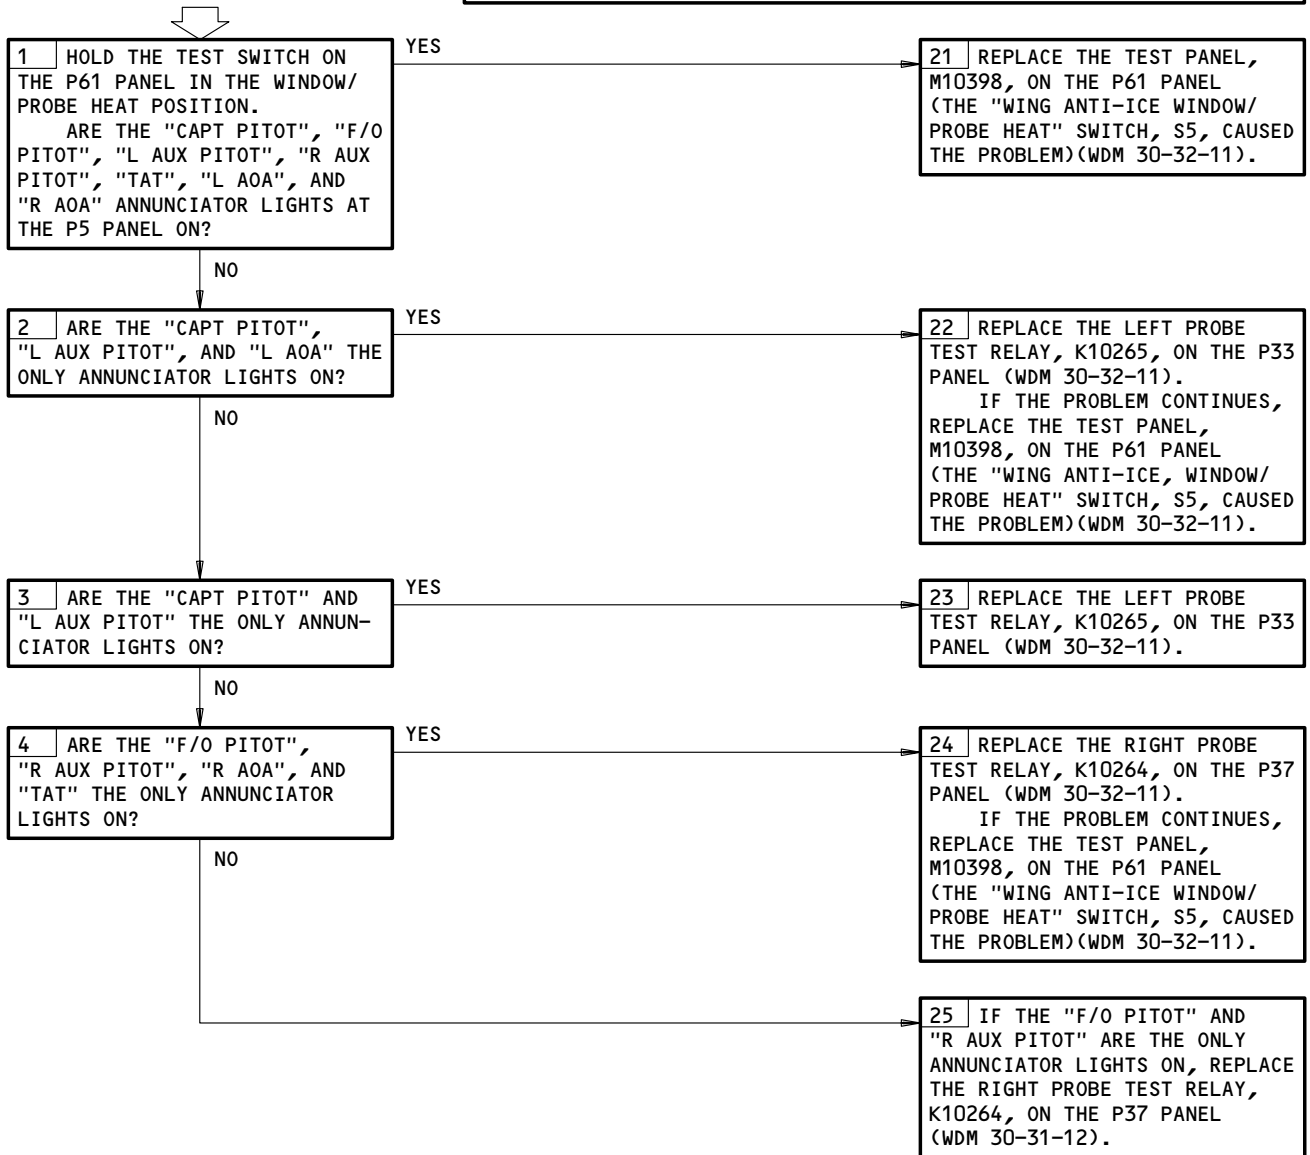 1 HOLD THE TEST SWITCH ON
THE P61 PANEL IN THE WINDOW/
PROBE HEAT POSITION.
ARE THE "CAPT PITOT", "F/O
PITOT", "L AUX PITOT", "R AUX
PITOT", "TAT", "L AOA", AND
"R AOA" ANNUNCIATOR LIGHTS AT
THE P5 PANEL ON?
YES
21 REPLACE THE TEST PANEL,
M10398, ON THE P61 PANEL
(THE "WING ANTI-ICE WINDOW/
PROBE HEAT" SWITCH, S5, CAUSED
THE PROBLEM)(WDM 30-32-11).
NO
2 ARE THE "CAPT PITOT",
"L AUX PITOT", AND "L AOA" THE
ONLY ANNUNCIATOR LIGHTS ON?
YES
22 REPLACE THE LEFT PROBE
TEST RELAY, K10265, ON THE P33
PANEL (WDM 30-32-11).
IF THE PROBLEM CONTINUES,
REPLACE THE TEST PANEL,
M10398, ON THE P61 PANEL
(THE "WING ANTI-ICE, WINDOW/
PROBE HEAT" SWITCH, S5, CAUSED
THE PROBLEM)(WDM 30-32-11).
NO
3 ARE THE "CAPT PITOT" AND
"L AUX PITOT" THE ONLY ANNUN-
CIATOR LIGHTS ON?
YES
23 REPLACE THE LEFT PROBE
TEST RELAY, K10265, ON THE P33
PANEL (WDM 30-32-11).
NO
4 ARE THE "F/O PITOT",
"R AUX PITOT", "R AOA", AND
"TAT" THE ONLY ANNUNCIATOR
LIGHTS ON?
YES
24 REPLACE THE RIGHT PROBE
TEST RELAY, K10264, ON THE P37
PANEL (WDM 30-32-11).
IF THE PROBLEM CONTINUES,
REPLACE THE TEST PANEL,
M10398, ON THE P61 PANEL
(THE "WING ANTI-ICE WINDOW/
PROBE HEAT" SWITCH, S5, CAUSED
THE PROBLEM)(WDM 30-32-11).
NO
25 IF THE "F/O PITOT" AND
"R AUX PITOT" ARE THE ONLY
ANNUNCIATOR LIGHTS ON, REPLACE
THE RIGHT PROBE TEST RELAY,
K10264, ON THE P37 PANEL
(WDM 30-31-12).